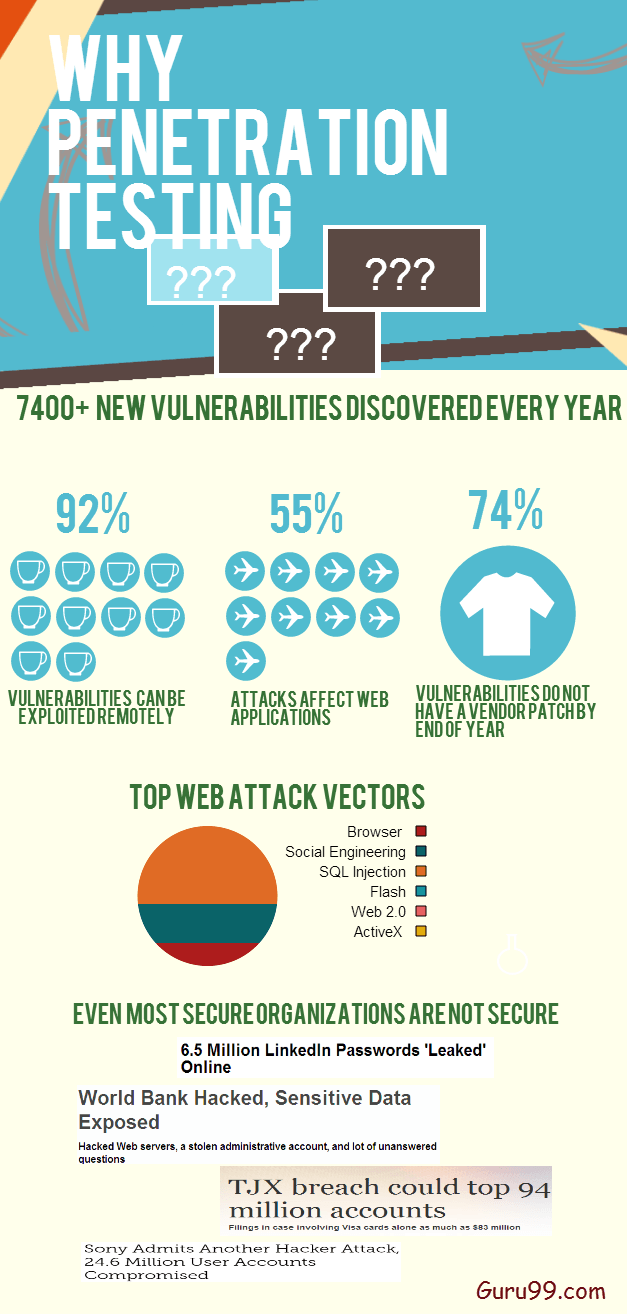 WHY
PENETRATION
TESTING
???
???
???
7400+ NEW VULNERABILITIES DISCOVERED EVERY YEAR
92%
VULNERABILITIES CAN BE
EXPLOITED REMOTELY
55%
ATTACKS AFFECT WEB
APPLICATIONS
74%
VULNERABILITIES DO NOT
HAVE A VENDOR PATCH BY
END OF YEAR
TOP WEB ATTACK VECTORS
Browser
Social Engineering
SQL Injection
Flash
Web 2.0
ActiveX
EVEN MOST SECURE ORGANIZATIONS ARE NOT SECURE
6.5 Million LinkedIn Passwords 'Leaked'
Online
World Bank Hacked, Sensitive Data
Exposed
Hacked Web servers, a stolen administrative account, and lot of unanswered
questions
TJX breach could top 94
million accounts
Filings in case involving Visa cards alone as much as $83 million
Sony Admits Another Hacker Attack,
24.6 Million User Accounts
Compromised
Guru99.com